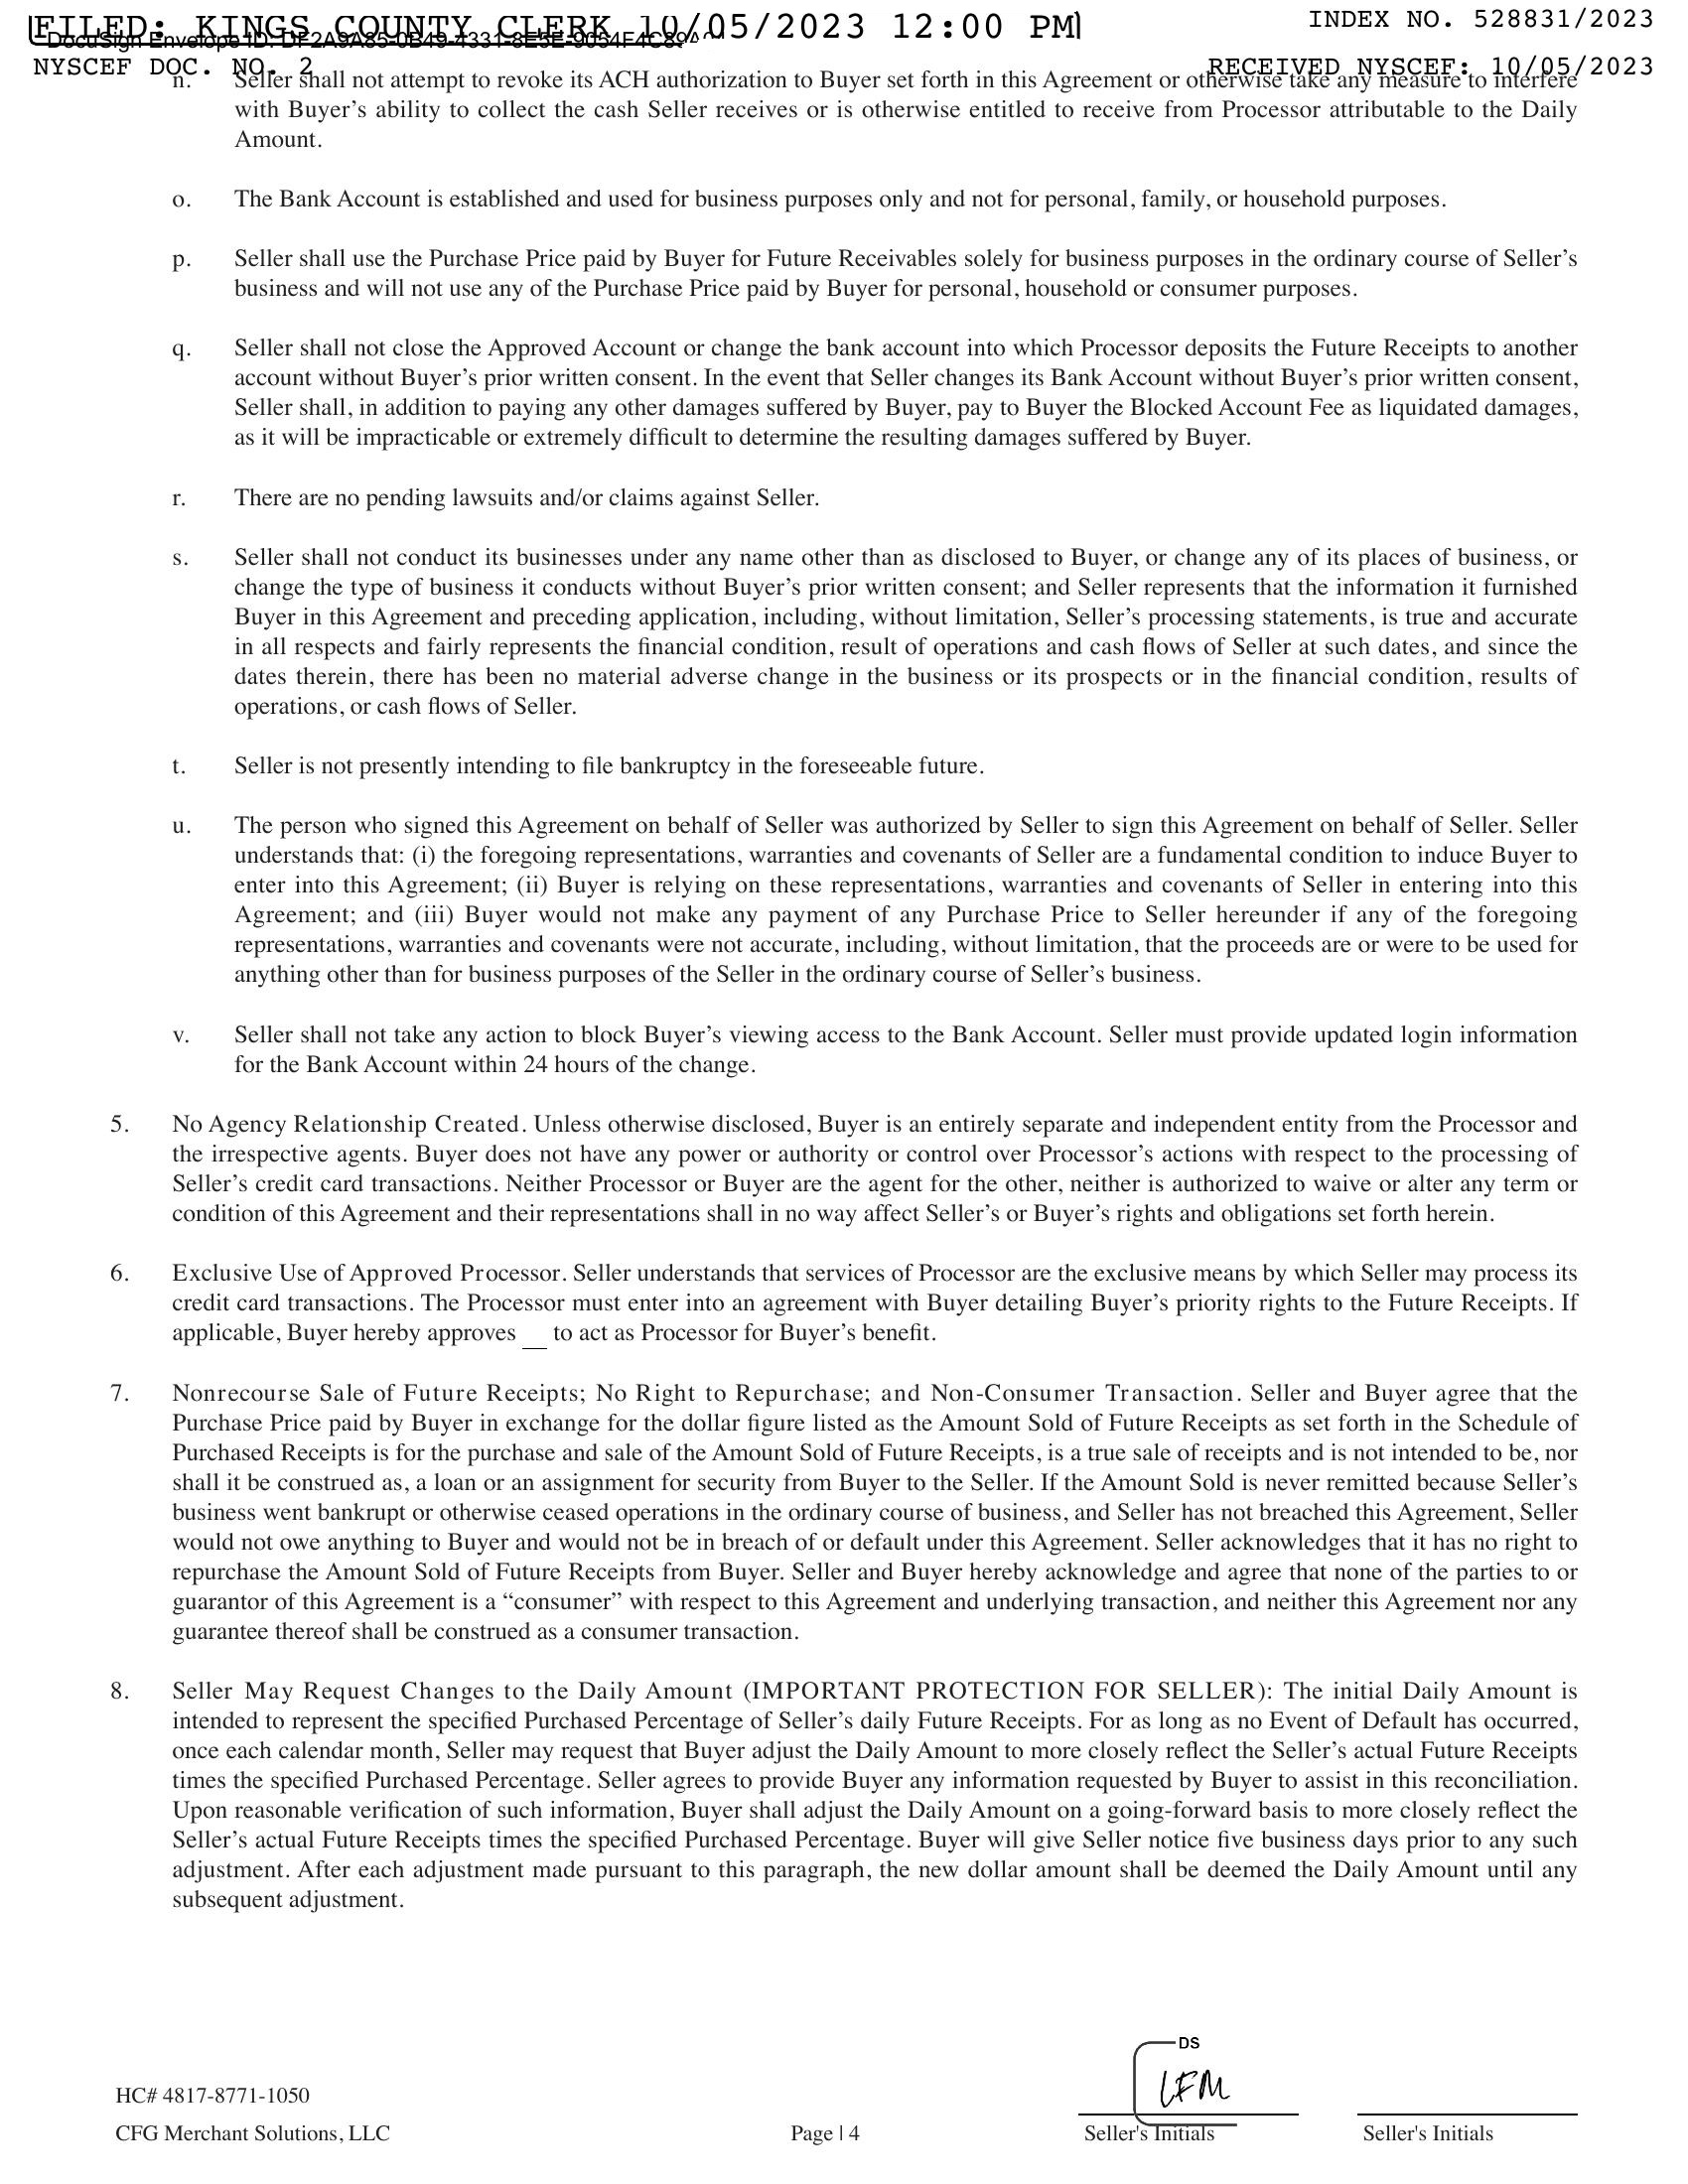 FILED: KINGS COUNTY CLERK 10/05/2023 12:00 PM
INDEX NO. 528831/2023
DocuSign Envelope ID: DF2A9A85-0B49-4331-8E5E-9054F4C89A
NYSCEF DOC. NO. 2
RECEIVED NYSCEF: 10/05/2023
n. Seller shall not attempt to revoke its ACH authorization to Buyer set forth in this Agreement or otherwise take any measure to interfere
with Buyer’s ability to collect the cash Seller receives or is otherwise entitled to receive from Processor attributable to the Daily
Amount.
o. The Bank Account is established and used for business purposes only and not for personal, family, or household purposes.
p. Seller shall use the Purchase Price paid by Buyer for Future Receivables solely for business purposes in the ordinary course of Seller’s
business and will not use any of the Purchase Price paid by Buyer for personal, household or consumer purposes.
q. Seller shall not close the Approved Account or change the bank account into which Processor deposits the Future Receipts to another
account without Buyer’s prior written consent. In the event that Seller changes its Bank Account without Buyer’s prior written consent,
Seller shall, in addition to paying any other damages suffered by Buyer, pay to Buyer the Blocked Account Fee as liquidated damages,
as it will be impracticable or extremely difficult to determine the resulting damages suffered by Buyer.
r. There are no pending lawsuits and/or claims against Seller.
s. Seller shall not conduct its businesses under any name other than as disclosed to Buyer, or change any of its places of business, or
change the type of business it conducts without Buyer’s prior written consent; and Seller represents that the information it furnished
Buyer in this Agreement and preceding application, including, without limitation, Seller’s processing statements, is true and accurate
in all respects and fairly represents the financial condition, result of operations and cash flows of Seller at such dates, and since the
dates therein, there has been no material adverse change in the business or its prospects or in the financial condition, results of
operations, or cash flows of Seller.
t. Seller is not presently intending to file bankruptcy in the foreseeable future.
u. The person who signed this Agreement on behalf of Seller was authorized by Seller to sign this Agreement on behalf of Seller. Seller
understands that: (i) the foregoing representations, warranties and covenants of Seller are a fundamental condition to induce Buyer to
enter into this Agreement; (ii) Buyer is relying on these representations, warranties and covenants of Seller in entering into this
Agreement; and (iii) Buyer would not make any payment of any Purchase Price to Seller hereunder if any of the foregoing
representations, warranties and covenants were not accurate, including, without limitation, that the proceeds are or were to be used for
anything other than for business purposes of the Seller in the ordinary course of Seller’s business.
v. Seller shall not take any action to block Buyer’s viewing access to the Bank Account. Seller must provide updated login information
for the Bank Account within 24 hours of the change.
5. No Agency Relationship Created. Unless otherwise disclosed, Buyer is an entirely separate and independent entity from the Processor and
the irrespective agents. Buyer does not have any power or authority or control over Processor’s actions with respect to the processing of
Seller’s credit card transactions. Neither Processor or Buyer are the agent for the other, neither is authorized to waive or alter any term or
condition of this Agreement and their representations shall in no way affect Seller’s or Buyer’s rights and obligations set forth herein.
6. Exclusive Use of Approved Processor. Seller understands that services of Processor are the exclusive means by which Seller may process its
credit card transactions. The Processor must enter into an agreement with Buyer detailing Buyer’s priority rights to the Future Receipts. If
applicable, Buyer hereby approves __ to act as Processor for Buyer’s benefit.
7. Nonrecourse Sale of Future Receipts; No Right to Repurchase; and Non-Consumer Transaction. Seller and Buyer agree that the
Purchase Price paid by Buyer in exchange for the dollar figure listed as the Amount Sold of Future Receipts as set forth in the Schedule of
Purchased Receipts is for the purchase and sale of the Amount Sold of Future Receipts, is a true sale of receipts and is not intended to be, nor
shall it be construed as, a loan or an assignment for security from Buyer to the Seller. If the Amount Sold is never remitted because Seller’s
business went bankrupt or otherwise ceased operations in the ordinary course of business, and Seller has not breached this Agreement, Seller
would not owe anything to Buyer and would not be in breach of or default under this Agreement. Seller acknowledges that it has no right to
repurchase the Amount Sold of Future Receipts from Buyer. Seller and Buyer hereby acknowledge and agree that none of the parties to or
guarantor of this Agreement is a “consumer” with respect to this Agreement and underlying transaction, and neither this Agreement nor any
guarantee thereof shall be construed as a consumer transaction.
8. Seller May Request Changes to the Daily Amount (IMPORTANT PROTECTION FOR SELLER): The initial Daily Amount is
intended to represent the specified Purchased Percentage of Seller’s daily Future Receipts. For as long as no Event of Default has occurred,
once each calendar month, Seller may request that Buyer adjust the Daily Amount to more closely reflect the Seller’s actual Future Receipts
times the specified Purchased Percentage. Seller agrees to provide Buyer any information requested by Buyer to assist in this reconciliation.
Upon reasonable verification of such information, Buyer shall adjust the Daily Amount on a going-forward basis to more closely reflect the
Seller’s actual Future Receipts times the specified Purchased Percentage. Buyer will give Seller notice five business days prior to any such
adjustment. After each adjustment made pursuant to this paragraph, the new dollar amount shall be deemed the Daily Amount until any
subsequent adjustment.
DS
LFM
HC# 4817-8771-1050
CFG Merchant Solutions, LLC
Page | 4
Seller's Initials
Seller's Initials